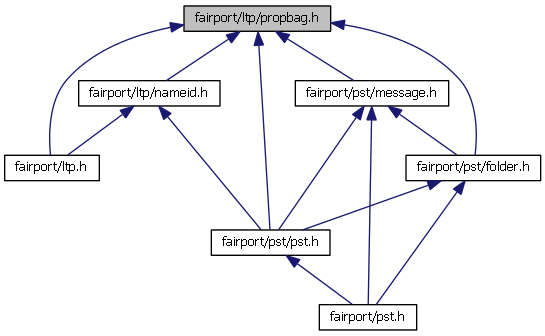 fairport/ltp/propbag.h
fairport/ltp/nameid.h
fairport/pst/message.h
fairport/ltp.h
fairport/pst/folder.h
fairport/pst/pst.h
fairport/pst.h